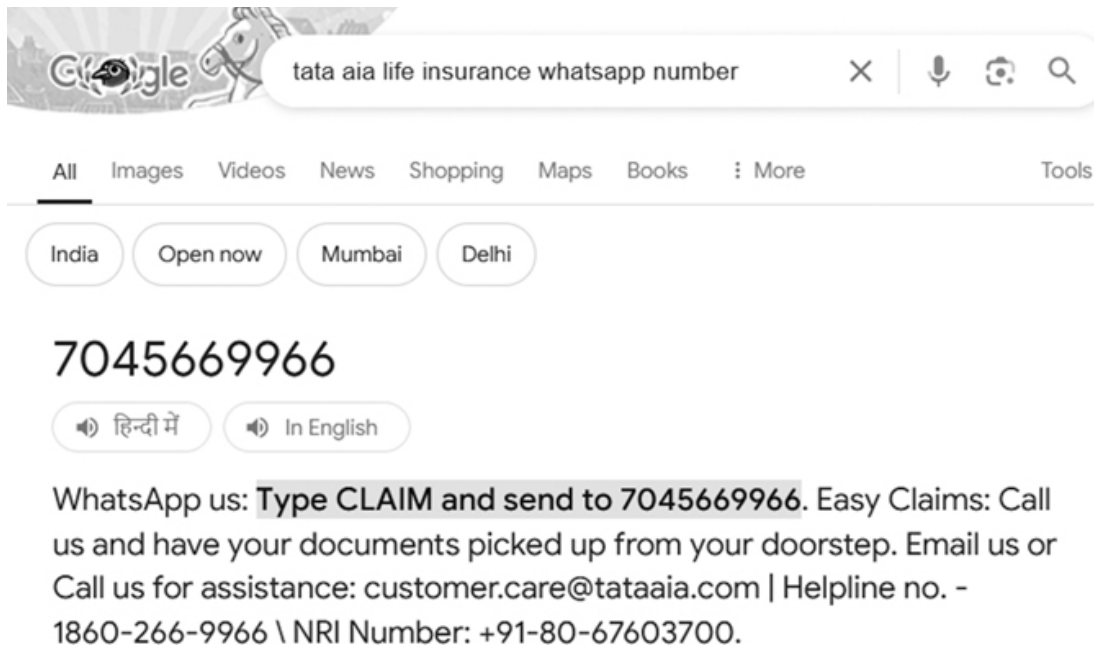 Google
tata aia life insurance whatsapp number
All Images Videos News Shopping Maps Books More Tools
India Open now Mumbai Delhi
7045669966
हिन्दी में In English
WhatsApp us: Type CLAIM and send to 7045669966. Easy Claims: Call
us and have your documents picked up from your doorstep. Email us or
Call us for assistance: customer.care@tataaia.com | Helpline no. -
1860-266-9966 \ NRI Number: +91-80-67603700.